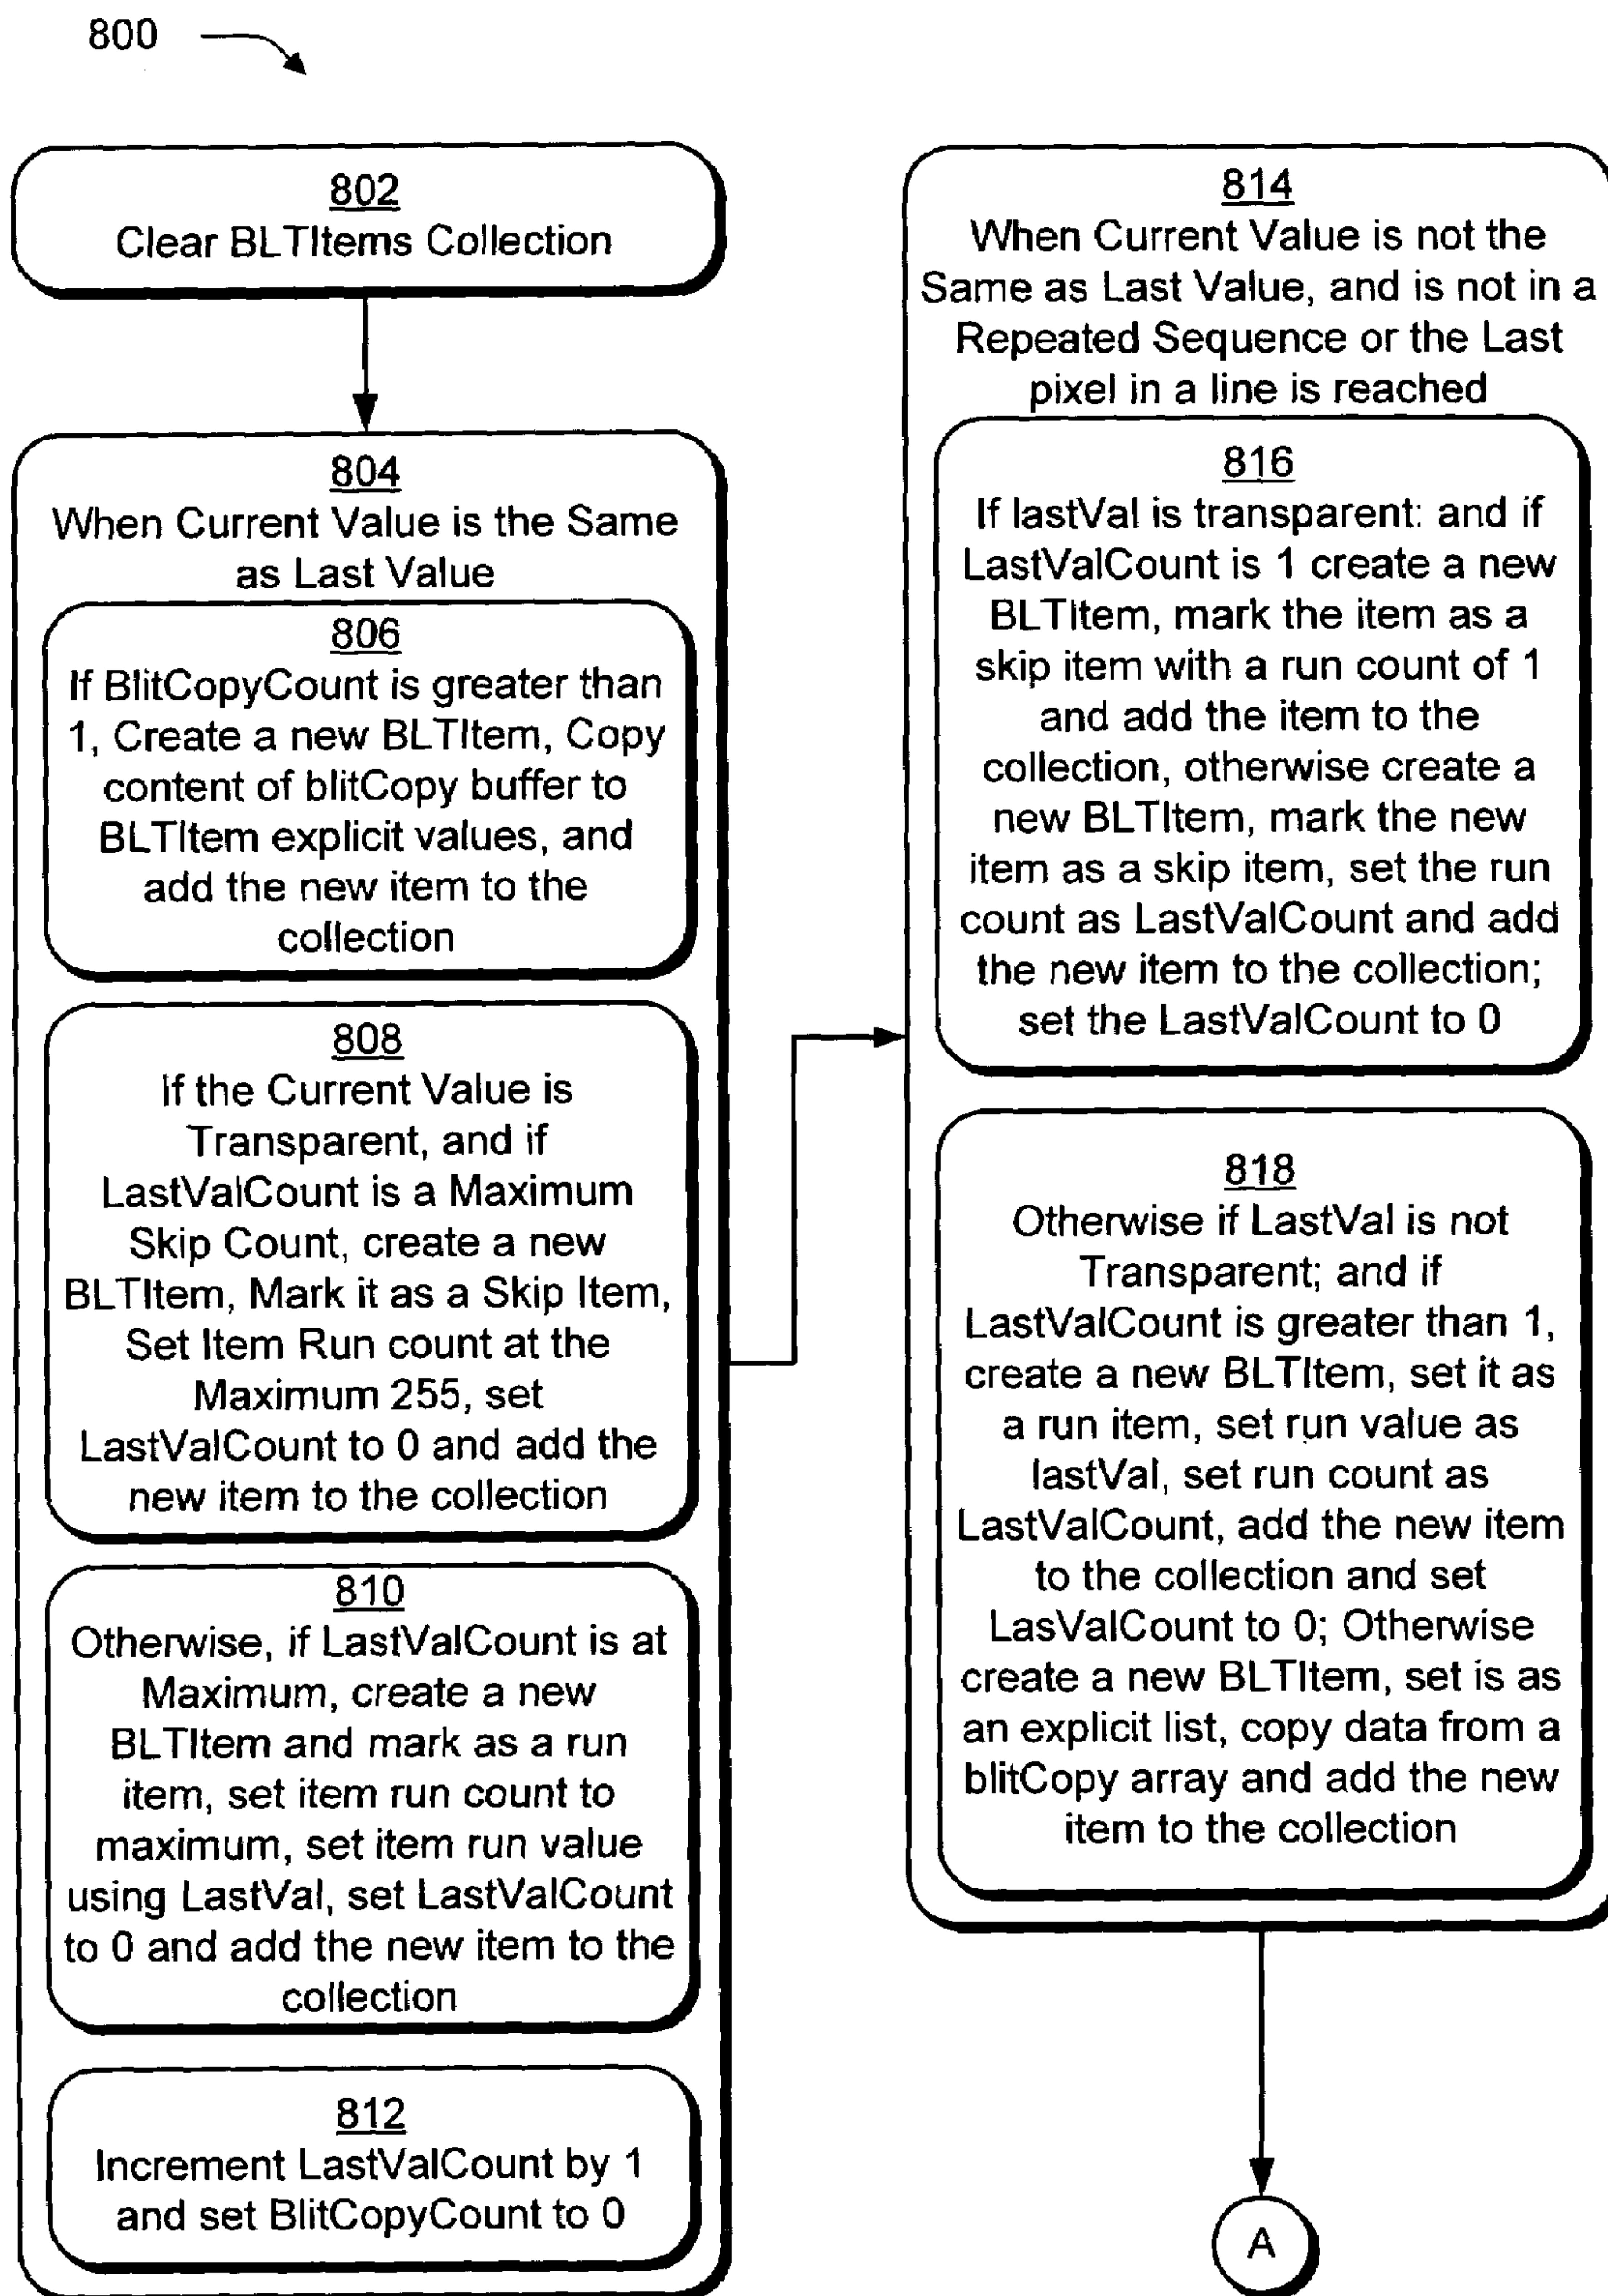 800
802
Clear BLTItems Collection
804
When Current Value is the Same
as Last Value
806
If BlitCopyCount is greater than
1, Create a new BLTItem, Copy
content of blitCopy buffer to
BLTItem explicit values, and
add the new item to the
collection
808
If the Current Value is
Transparent, and if
LastValCount is a Maximum
Skip Count, create a new
BLTItem, Mark it as a Skip Item,
Set Item Run count at the
Maximum 255, set
LastValCount to 0 and add the
new item to the collection
810
Otherwise, if LastValCount is at
Maximum, create a new
BLTItem and mark as a run
item, set item run count to
maximum, set item run value
using LastVal, set LastValCount
to 0 and add the new item to the
collection
812
Increment LastValCount by 1
and set BlitCopyCount to 0
814
When Current Value is not the
Same as Last Value, and is not in a
Repeated Sequence or the Last
pixel in a line is reached
816
If lastVal is transparent: and if
LastValCount is 1 create a new
BLTItem, mark the item as a
skip item with a run count of 1
and add the item to the
collection, otherwise create a
new BLTItem, mark the new
item as a skip item, set the run
count as LastValCount and add
the new item to the collection;
set the LastValCount to 0
818
Otherwise if LastVal is not
Transparent; and if
LastValCount is greater than 1,
create a new BLTItem, set it as
a run item, set run value as
lastVal, set run count as
LastValCount, add the new item
to the collection and set
LasValCount to 0; Otherwise
create a new BLTItem, set is as
an explicit list, copy data from a
blitCopy array and add the new
item to the collection
A